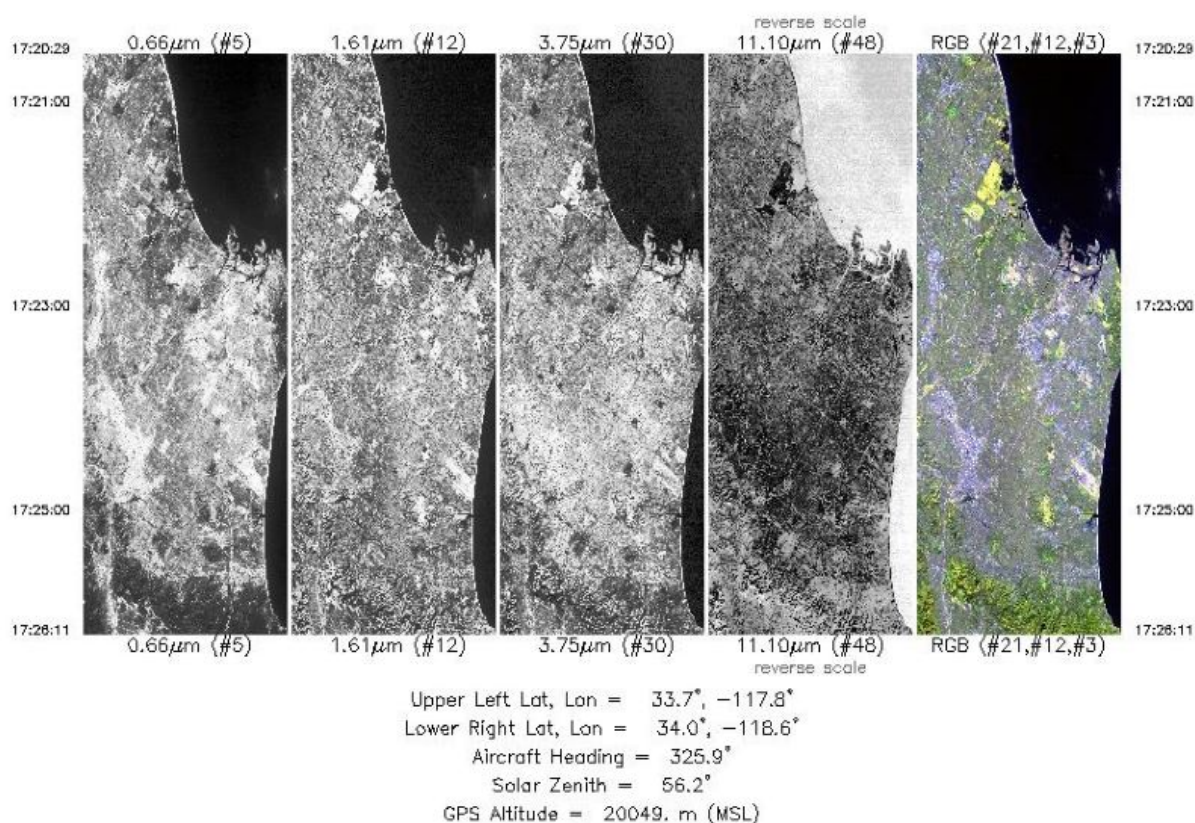 reverse scale
17:20:29 0.66μm (#5) 1.61μm (#12) 3.75μm (#30) 11.10μm (#48) RGB (#21,#12,#3) 17:20:29
17:21:00 17:21:00
17:23:00 17:23:00
17:25:00 17:25:00
17:26:11 0.66μm (#5) 1.61μm (#12) 3.75μm (#30) 11.10μm (#48) RGB (#21,#12,#3) 17:26:11
reverse scale
Upper Left Lat, Lon = 33.7°, -117.8°
Lower Right Lat, Lon = 34.0°, -118.6°
Aircraft Heading = 325.9°
Solar Zenith = 56.2°
GPS Altitude = 20049. m (MSL)